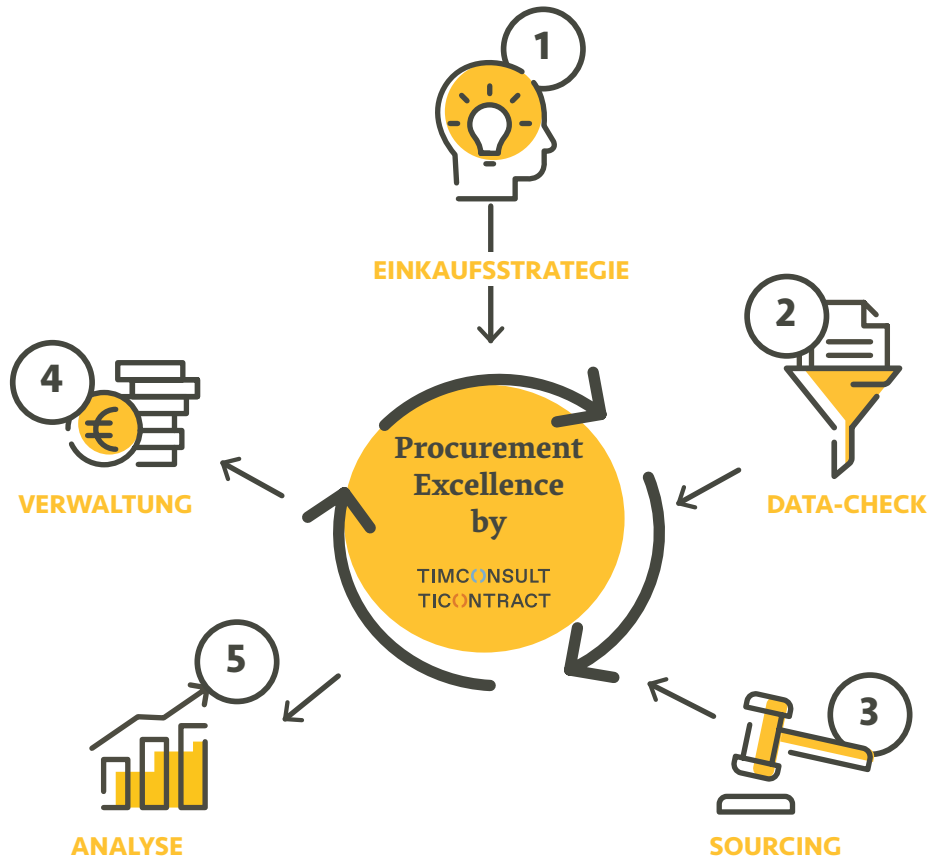 1
EINKAUFSSTRATEGIE
2
DATA-CHECK
3
SOURCING
4
€
VERWALTUNG
5
ANALYSE
Procurement
Excellence
by
TIMCONSULT
TICONTRACT